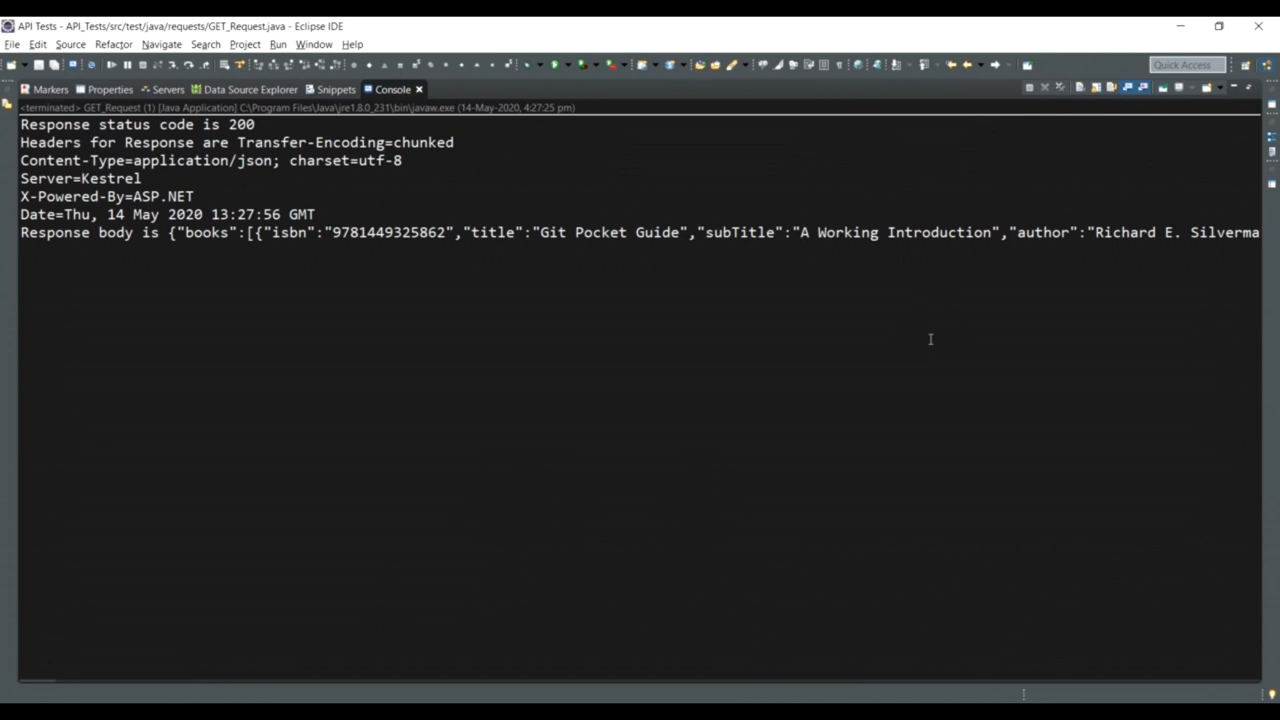 API Tests - API_Tests/src/test/java/requests/GET_Request.java - Eclipse IDE
File Edit Source Refactor Navigate Search Project Run Window Help
Quick Access
Markers Properties Servers Data Source Explorer Snippets Console
<terminated> GET_Request (1) [Java Application] C:\Program Files\Java\jre1.8.0_231\bin\javaw.exe (14-May-2020, 4:27:25 pm)
Response status code is 200
Headers for Response are Transfer-Encoding=chunked
Content-Type=application/json; charset=utf-8
Server=Kestrel
X-Powered-By=ASP.NET
Date=Thu, 14 May 2020 13:27:56 GMT
Response body is {"books":[{"isbn":"9781449325862","title":"Git Pocket Guide","subTitle":"A Working Introduction","author":"Richard E. Silverma